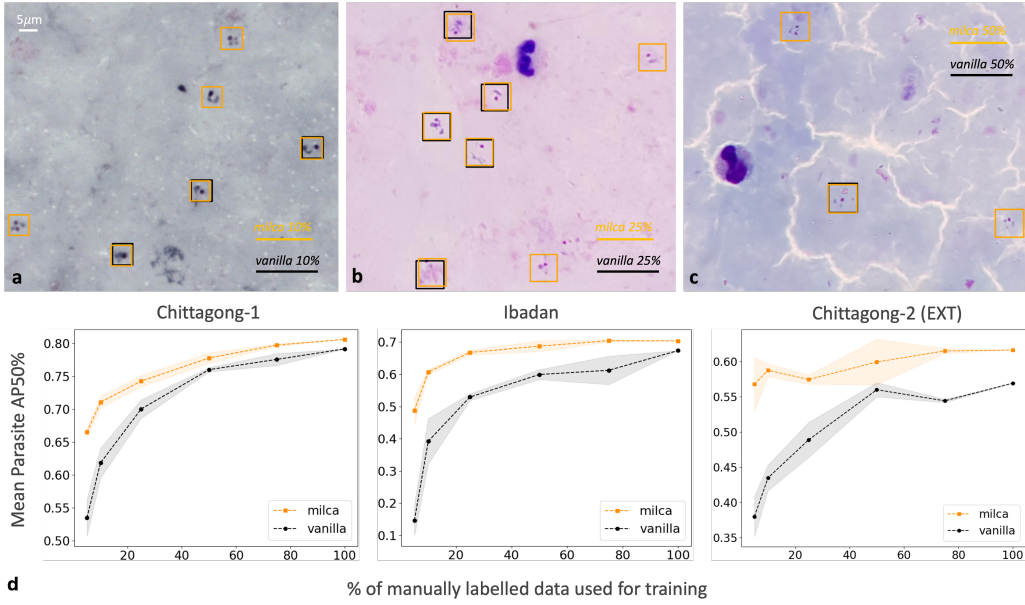 5μm
milca 10%
vanilla 10%
a
milca 25%
vanilla 25%
b
milca 50%
vanilla 50%
c
Chittagong-1
Ibadan
Chittagong-2 (EXT)
Mean Parasite AP50%
0.80
0.75
0.70
0.65
0.60
0.55
0.50
20 40 60 80 100
milca
vanilla
0.7
0.6
0.5
0.4
0.3
0.2
0.1
20 40 60 80 100
milca
vanilla
0.60
0.55
0.50
0.45
0.40
0.35
20 40 60 80 100
milca
vanilla
d
% of manually labelled data used for training